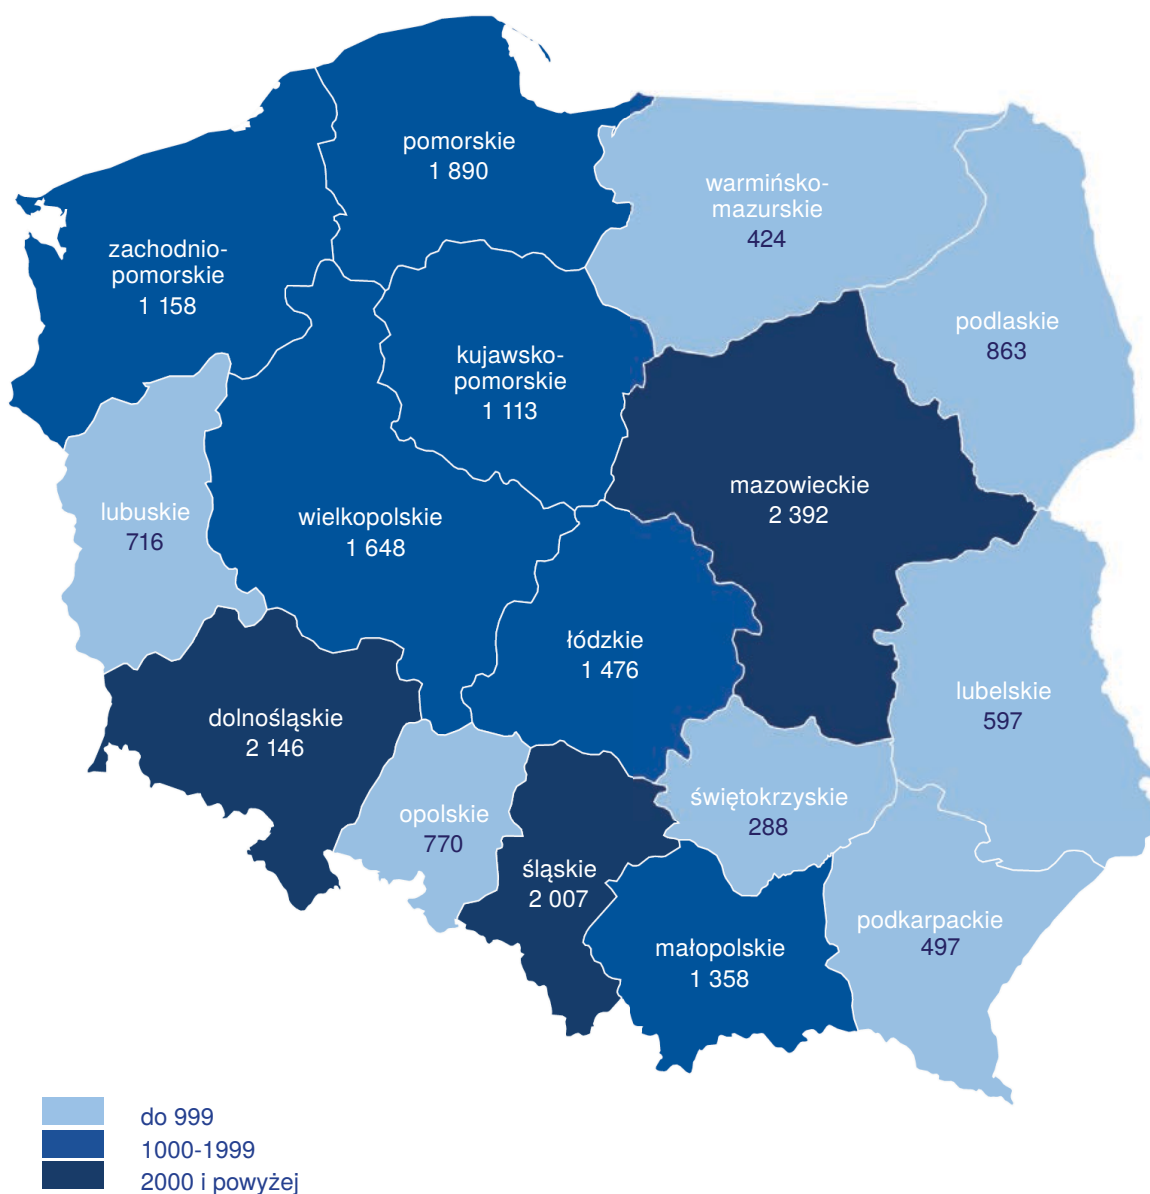 pomorskie
1 890
warmińsko-
mazurskie
424
zachodnio-
pomorskie
1 158
podlaskie
863
kujawsko-
pomorskie
1 113
mazowieckie
2 392
lubuskie
716
wielkopolskie
1 648
łódzkie
1 476
lubelskie
597
dolnośląskie
2 146
opolskie
770
świętokrzyskie
288
śląskie
2 007
podkarpackie
497
małopolskie
1 358
do 999
1000-1999
2000 i powyżej